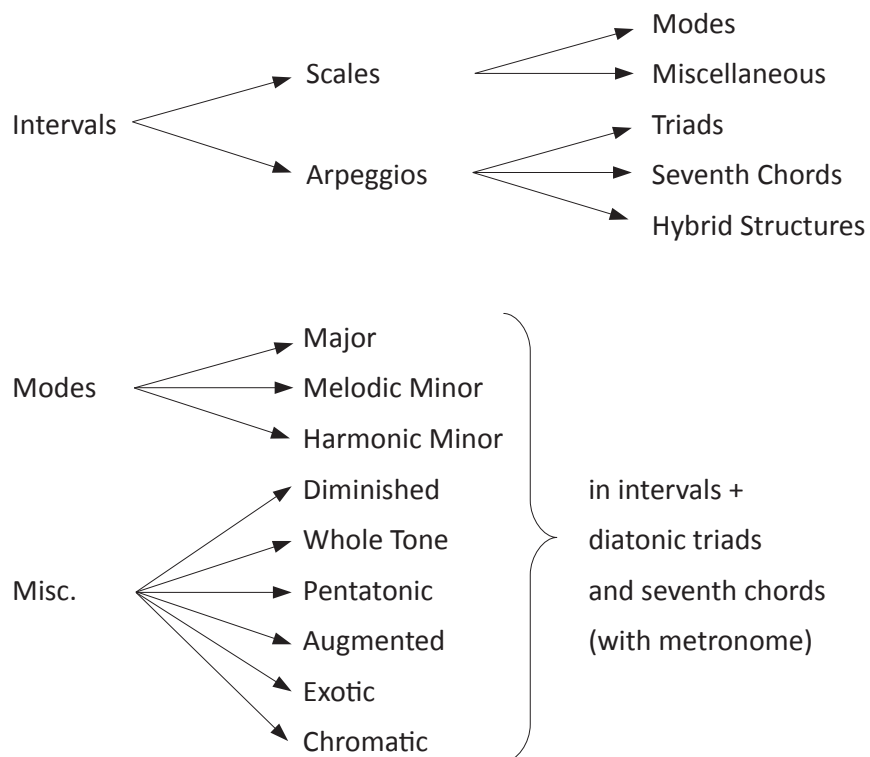 Modes
Scales
Miscellaneous
Intervals
Triads
Arpeggios
Seventh Chords
Hybrid Structures
Major
Modes
Melodic Minor
Harmonic Minor
Diminished
in intervals +
Whole Tone
diatonic triads
Misc.
Pentatonic
and seventh chords
Augmented
(with metronome)
Exotic
Chromatic